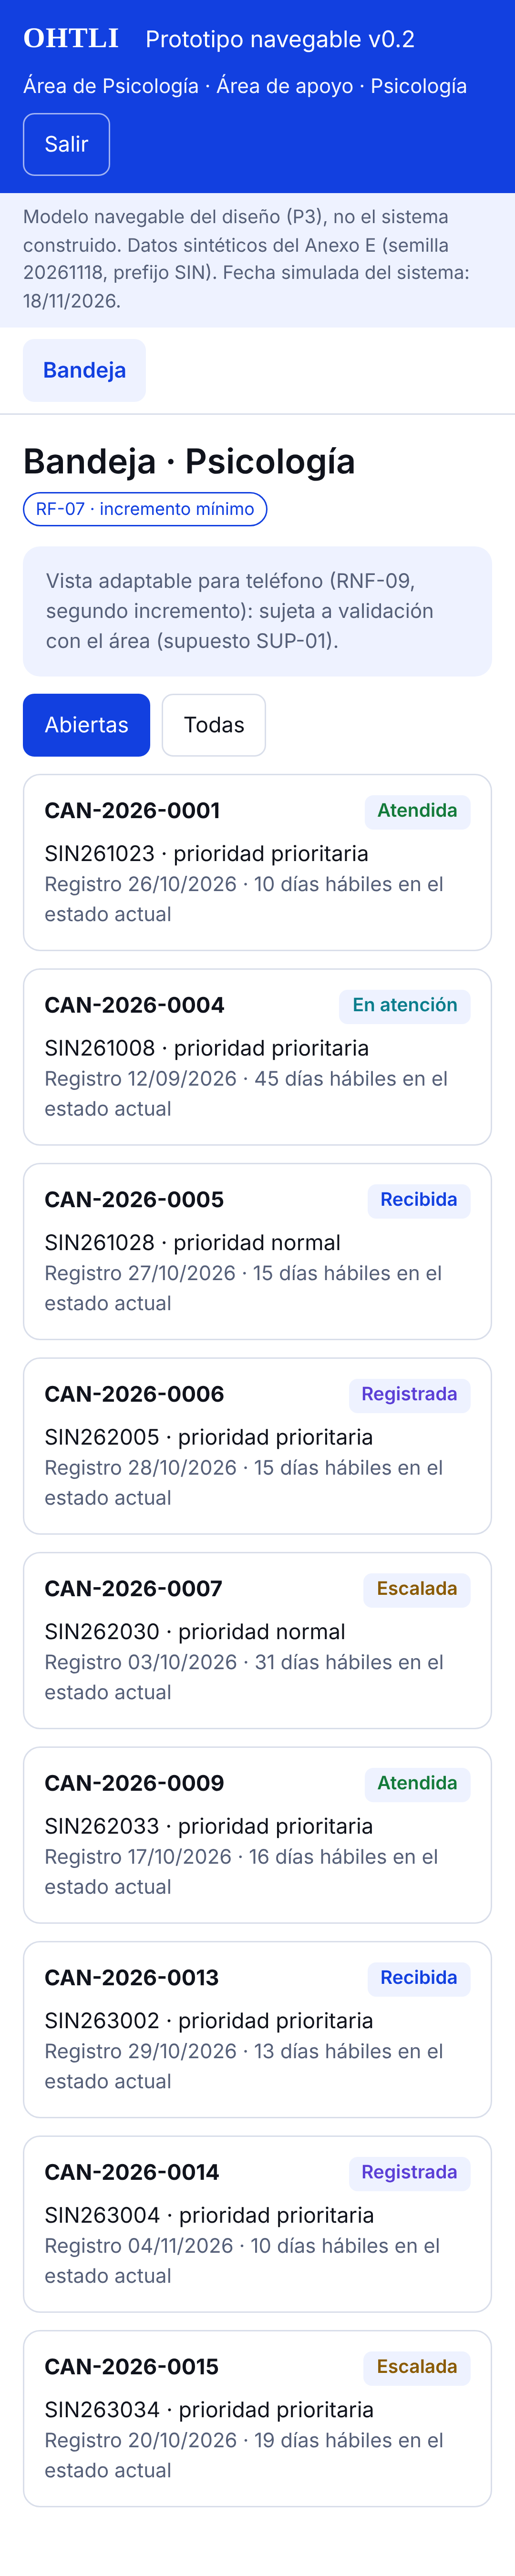 OHTLI Prototipo navegable v0.2
Área de Psicología · Área de apoyo · Psicología
Salir
Modelo navegable del diseño (P3), no el sistema
construido. Datos sintéticos del Anexo E (semilla
20261118, prefijo SIN). Fecha simulada del sistema:
18/11/2026.
Bandeja
Bandeja · Psicología
RF-07 · incremento mínimo
Vista adaptable para teléfono (RNF-09,
segundo incremento): sujeta a validación
con el área (supuesto SUP-01).
Abiertas Todas
CAN-2026-0001 Atendida
SIN261023 · prioridad prioritaria
Registro 26/10/2026 · 10 días hábiles en el
estado actual
CAN-2026-0004 En atención
SIN261008 · prioridad prioritaria
Registro 12/09/2026 · 45 días hábiles en el
estado actual
CAN-2026-0005 Recibida
SIN261028 · prioridad normal
Registro 27/10/2026 · 15 días hábiles en el
estado actual
CAN-2026-0006 Registrada
SIN262005 · prioridad prioritaria
Registro 28/10/2026 · 15 días hábiles en el
estado actual
CAN-2026-0007 Escalada
SIN262030 · prioridad normal
Registro 03/10/2026 · 31 días hábiles en el
estado actual
CAN-2026-0009 Atendida
SIN262033 · prioridad prioritaria
Registro 17/10/2026 · 16 días hábiles en el
estado actual
CAN-2026-0013 Recibida
SIN263002 · prioridad prioritaria
Registro 29/10/2026 · 13 días hábiles en el
estado actual
CAN-2026-0014 Registrada
SIN263004 · prioridad prioritaria
Registro 04/11/2026 · 10 días hábiles en el
estado actual
CAN-2026-0015 Escalada
SIN263034 · prioridad prioritaria
Registro 20/10/2026 · 19 días hábiles en el
estado actual